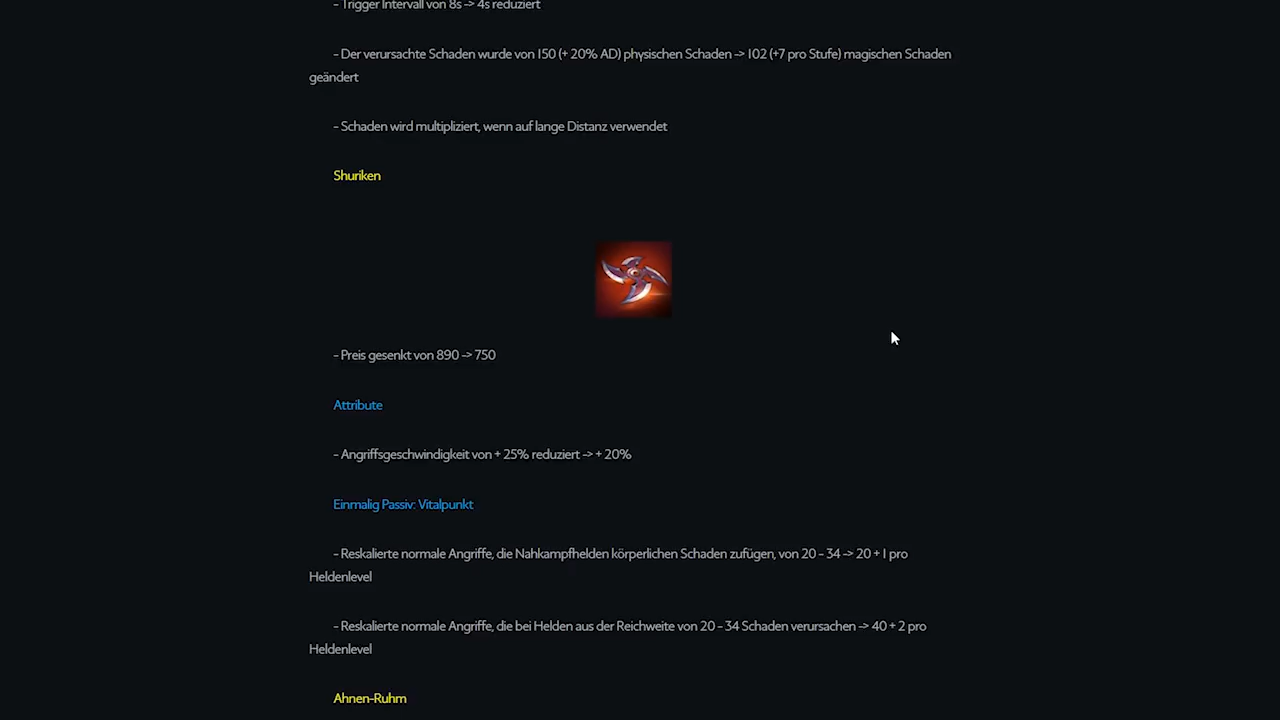 - Trigger Intervall von 8s -> 4s reduziert
- Der verursachte Schaden wurde von 150 (+ 20% AD) physischen Schaden -> 102 (+7 pro Stufe) magischen Schaden
geändert
- Schaden wird multipliziert, wenn auf lange Distanz verwendet
Shuriken
- Preis gesenkt von 890 -> 750
Attribute
- Angriffsgeschwindigkeit von + 25% reduziert -> + 20%
Einmalig Passiv: Vitalpunkt
- Reskalierte normale Angriffe, die Nahkampfhelden körperlichen Schaden zufügen, von 20 - 34 -> 20 + 1 pro
Heldenlevel
- Reskalierte normale Angriffe, die bei Helden aus der Reichweite von 20 - 34 Schaden verursachen -> 40 + 2 pro
Heldenlevel
Ahnen-Ruhm